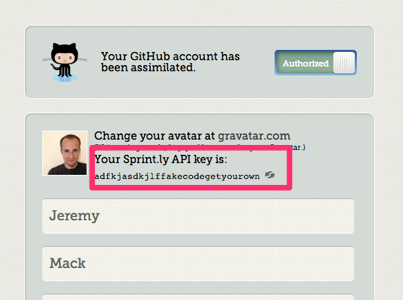 Your GitHub account has
been assimilated.
Authorized
Change your avatar at gravatar.com
Your Sprint.ly API key is:
adfkjasdkjlffakecodegetyourown
Jeremy
Mack